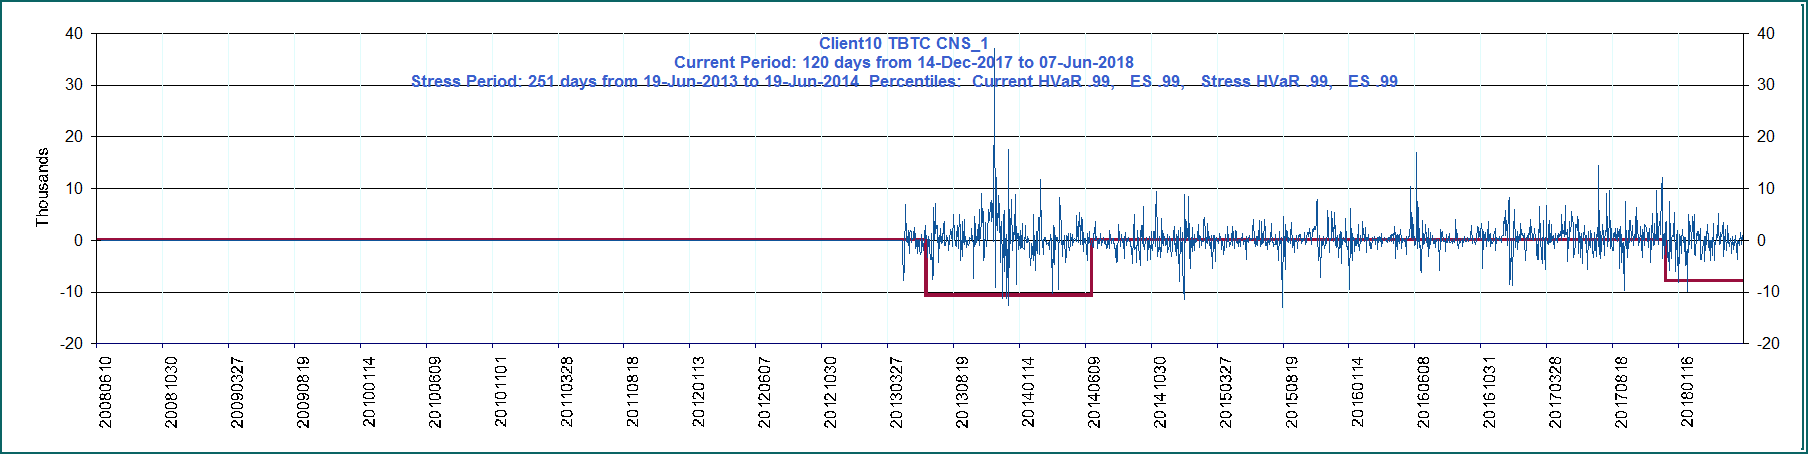 Client10 TBTC CNS_1
Current Period: 120 days from 14-Dec-2017 to 07-Jun-2018
Stress Period: 251 days from 19-Jun-2013 to 19-Jun-2014 Percentiles: Current HVaR .99, ES .99, Stress HVaR .99, ES .99
Thousands
40 40
30 30
20 20
10 10
0 0
-10 -10
-20 -20
20080610 20081030 20090327 20090819 20100114 20100609 20101101 20110328 20110818 20120113 20120607 20121030 20130327 20130819 20140114 20140609 20141030 20150327 20150819 20160114 20160608 20161031 20170328 20170818 20180116